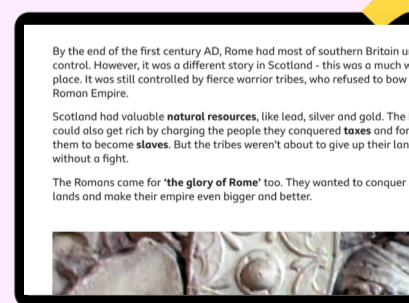 By the end of the first century AD, Rome had most of southern Britain
control. However, it was a different story in Scotland - this was a much
place. It was still controlled by fierce warrior tribes, who refused to bow
Roman Empire.
Scotland had valuable natural resources, like lead, silver and gold. The
could also get rich by charging the people they conquered taxes and
them to become slaves. But the tribes weren't about to give up their
without a fight.
The Romans came for 'the glory of Rome' too. They wanted to conquer
lands and make their empire even bigger and better.